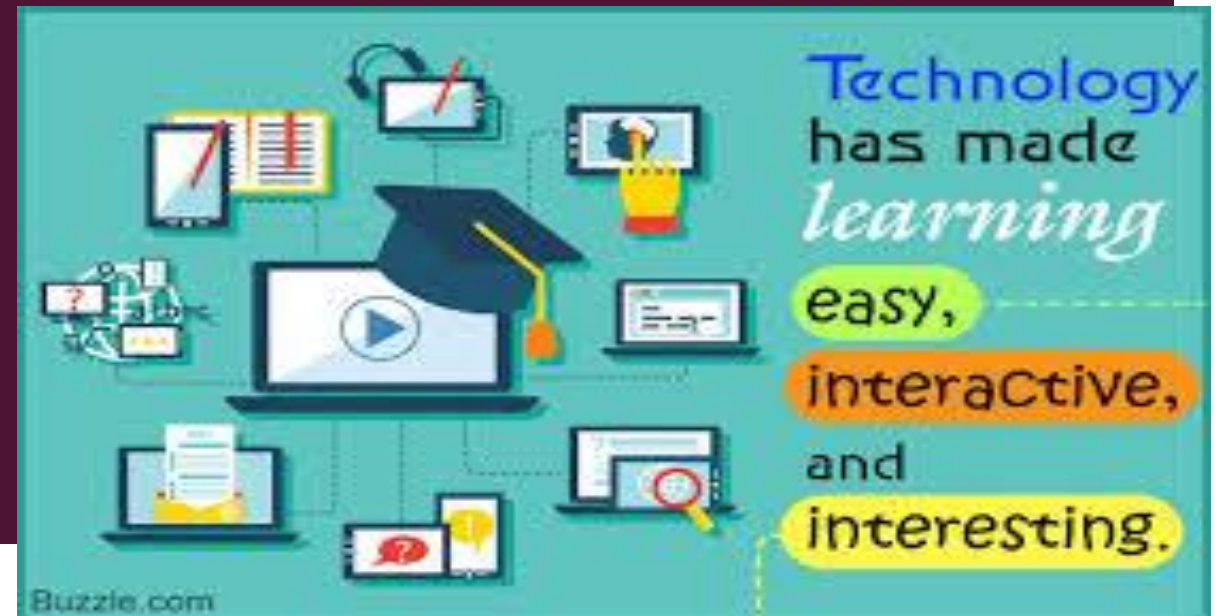 Technology
has made
learning
easy,
interactive,
and
interesting.
?
?
!
Buzzle.com